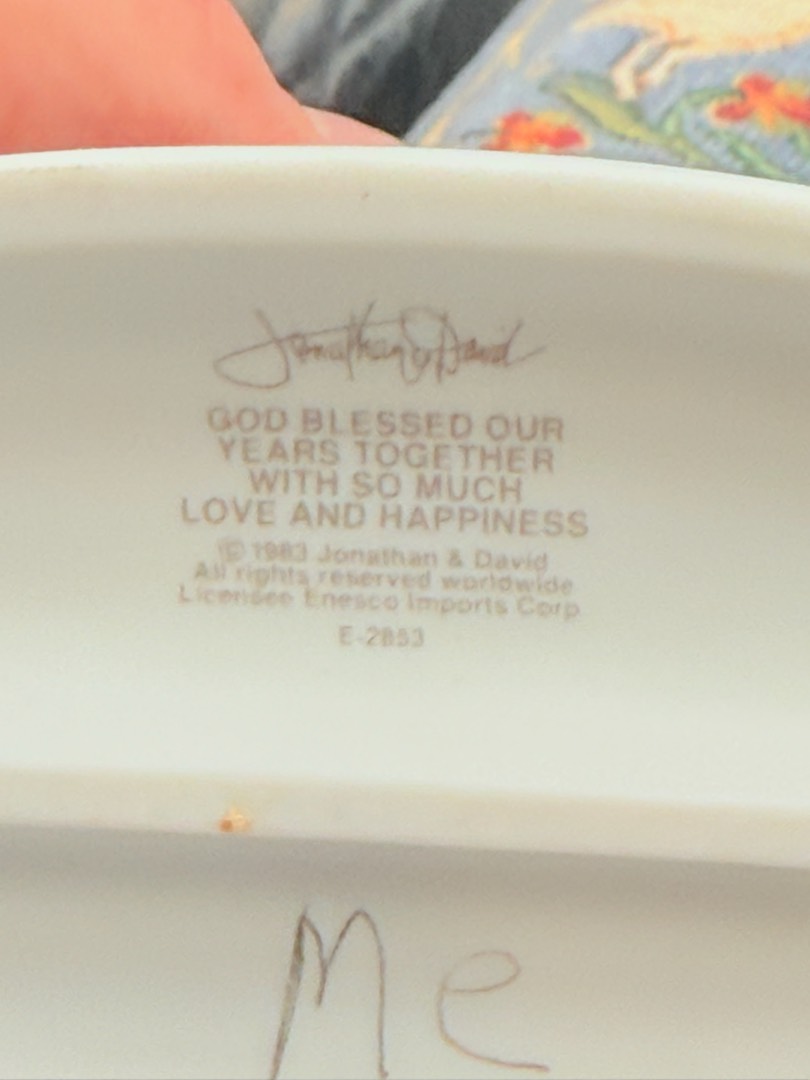 Jonathan & David
GOD BLESSED OUR
YEARS TOGETHER
WITH SO MUCH
LOVE AND HAPPINESS
© 1983 Jonathan & David
All rights reserved worldwide
Licensee Enesco Imports Corp
E-2853
Me